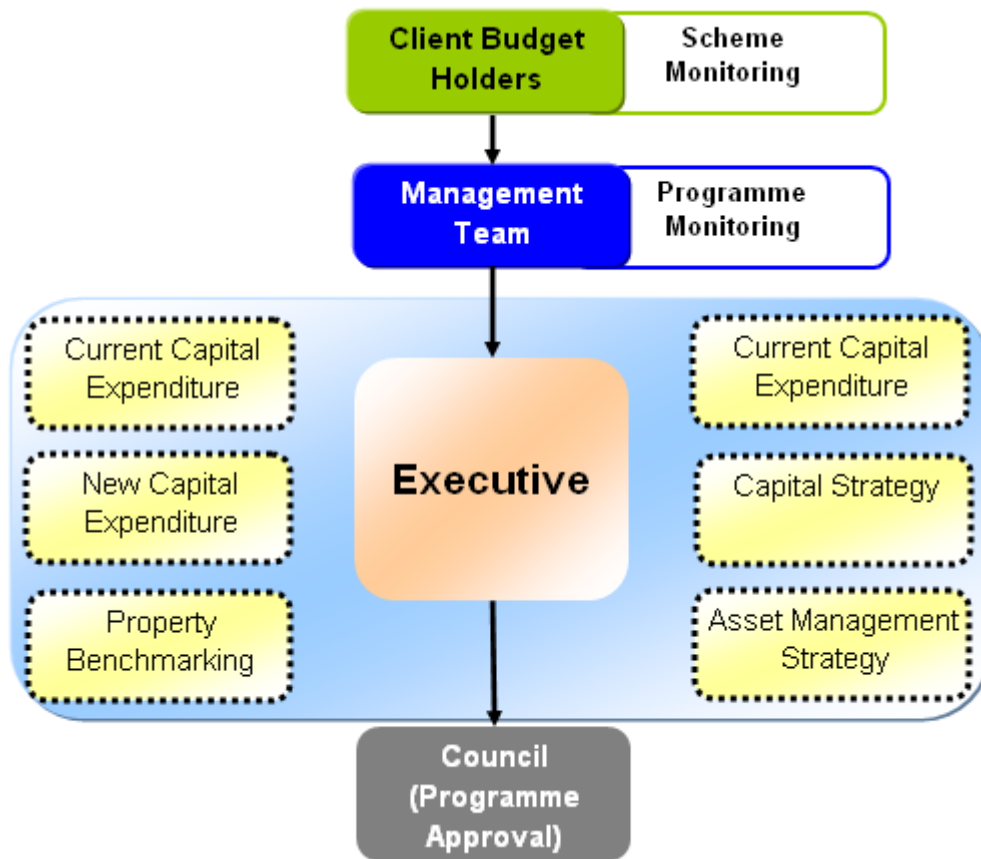 Client Budget
Holders
Scheme
Monitoring
Management
Team
Programme
Monitoring
Current Capital
Expenditure
New Capital
Expenditure
Property
Benchmarking
Executive
Current Capital
Expenditure
Capital Strategy
Asset Management
Strategy
Council
(Programme
Approval)